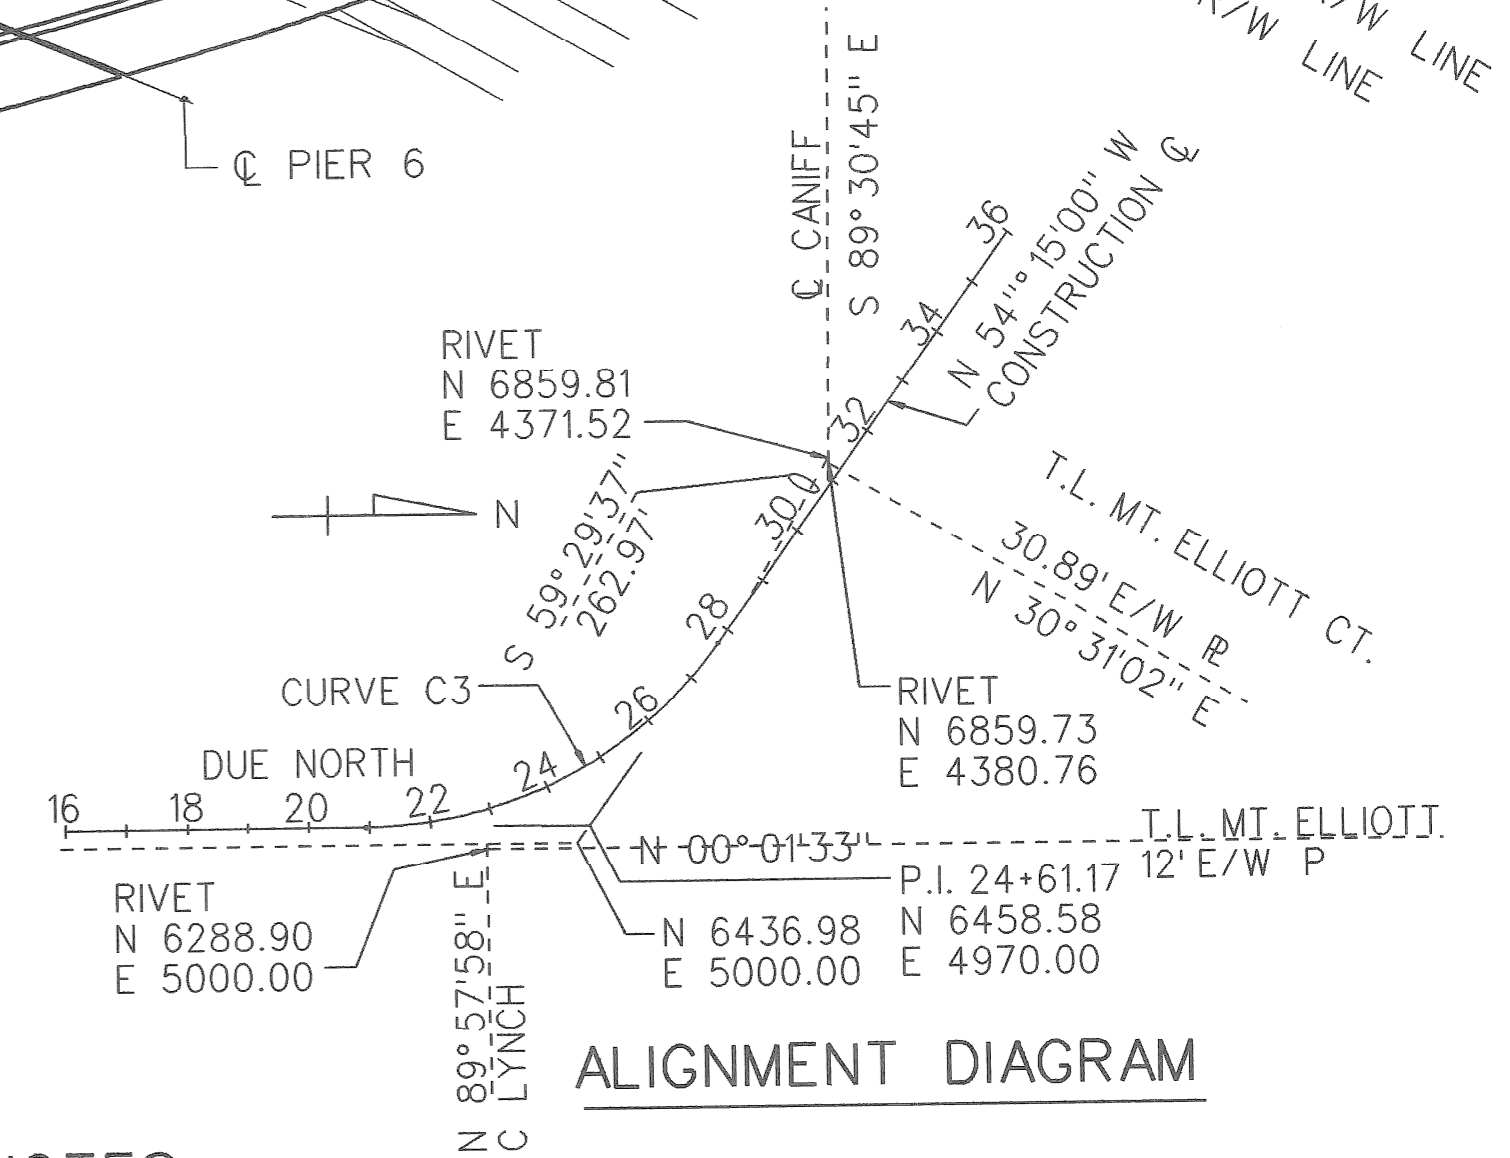 R/W LINE
R/W LINE
℄ PIER 6
℄ CANIFF
S 89° 30'45" E
N 54"° 15'00" W
CONSTRUCTION ℄
36
34
32
30
28
26
24
22
20
18
16
RIVET
N 6859.81
E 4371.52
N
S 59° 29'37"
262.97'
T.L. MT. ELLIOTT CT.
30.89' E/W ⅊
N 30° 31'02" E
CURVE C3
DUE NORTH
RIVET
N 6859.73
E 4380.76
T.L. MT. ELLIOTT
N 00° 01'33"
12' E/W P
P.I. 24+61.17
N 6458.58
E 4970.00
RIVET
N 6288.90
E 5000.00
N 6436.98
E 5000.00
N 89° 57'58" E
C LYNCH
ALIGNMENT DIAGRAM